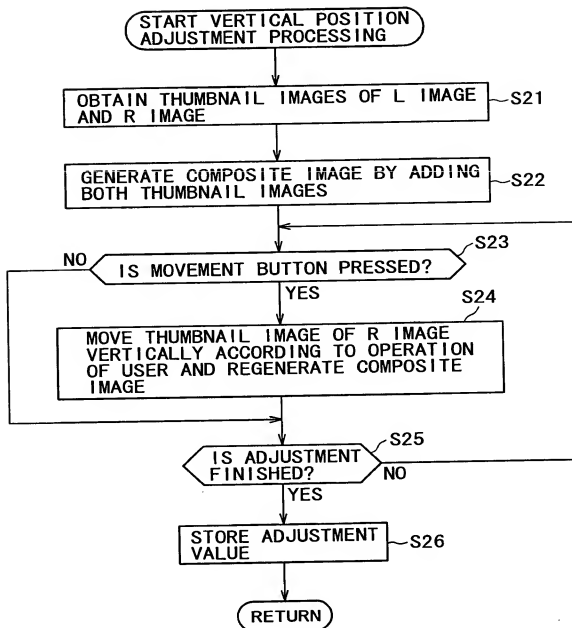 START VERTICAL POSITION
ADJUSTMENT PROCESSING
OBTAIN THUMBNAIL IMAGES OF L IMAGE
AND R IMAGE
S21
GENERATE COMPOSITE IMAGE BY ADDING
BOTH THUMBNAIL IMAGES
S22
S23
NO
IS MOVEMENT BUTTON PRESSED?
YES
S24
MOVE THUMBNAIL IMAGE OF R IMAGE
VERTICALLY ACCORDING TO OPERATION
OF USER AND REGENERATE COMPOSITE
IMAGE
S25
IS ADJUSTMENT
FINISHED?
NO
YES
STORE ADJUSTMENT
VALUE
S26
RETURN